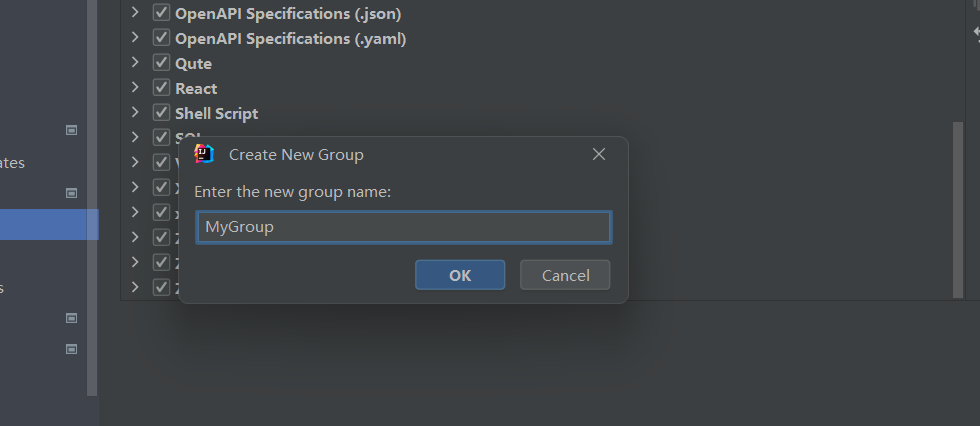 OpenAPI Specifications (.json)
OpenAPI Specifications (.yaml)
Qute
React
Shell Script
Create New Group
Enter the new group name:
MyGroup
OK
Cancel
ates
s